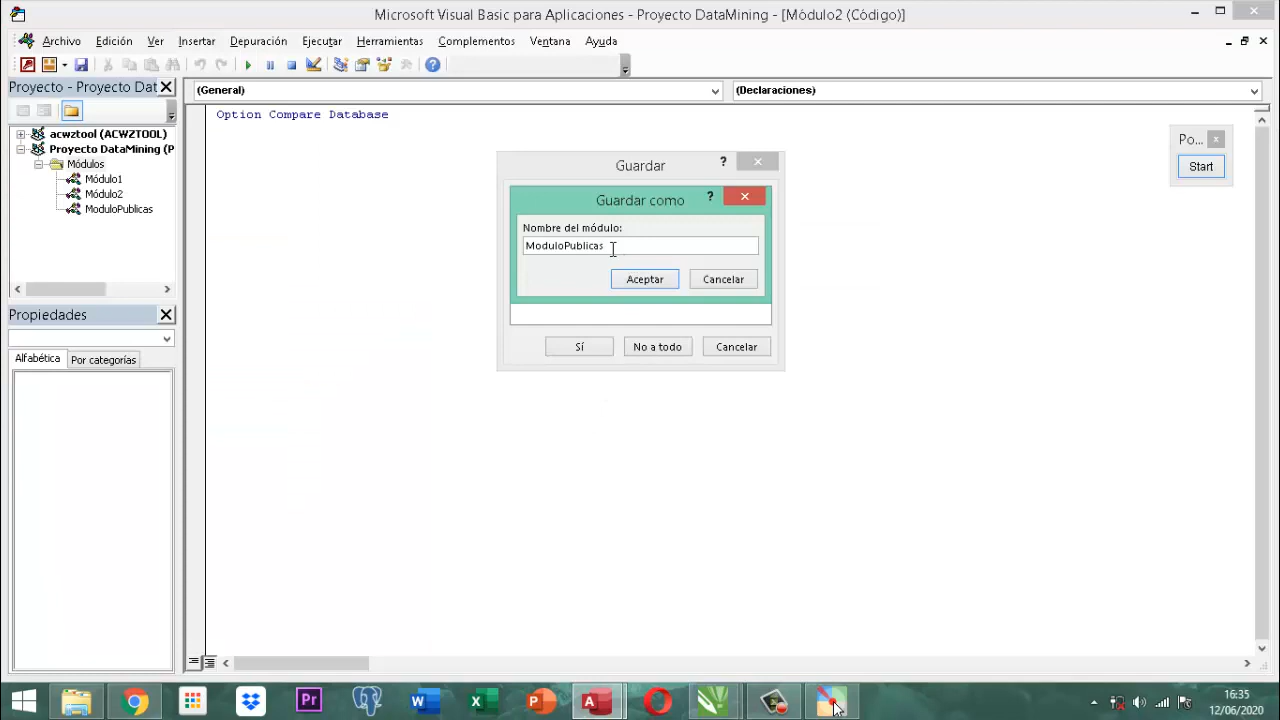 Microsoft Visual Basic para Aplicaciones - Proyecto DataMining - [Módulo2 (Código)]
Archivo Edición Ver Insertar Depuración Ejecutar Herramientas Complementos Ventana Ayuda
Proyecto - Proyecto Dat
(General)
(Declaraciones)
acwztool (ACWZTOOL)
Proyecto DataMining (P
Módulos
Módulo1
Módulo2
ModuloPublicas
Option Compare Database
Po...
Start
Guardar
Guardar como
Nombre del módulo:
ModuloPublicas
Aceptar
Cancelar
Sí
No a todo
Cancelar
Propiedades
Alfabética
Por categorías
16:35
12/06/2020